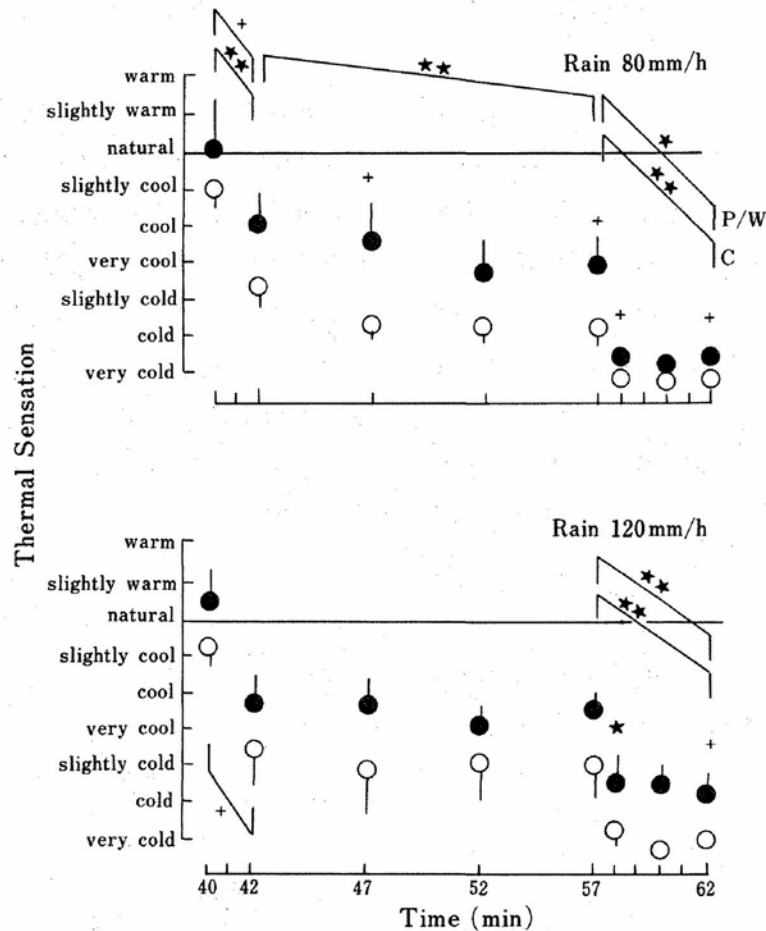 Rain 80mm/h
warm
slightly warm
natural
slightly cool
cool
very cool
slightly cold
cold
very cold
+
★★
★★
★
★★
P/W
C
+
+
+
+
Thermal Sensation
Rain 120mm/h
warm
slightly warm
natural
slightly cool
cool
very cool
slightly cold
cold
very cold
★★
★★
★
+
+
40 42 47 52 57 62
Time (min)